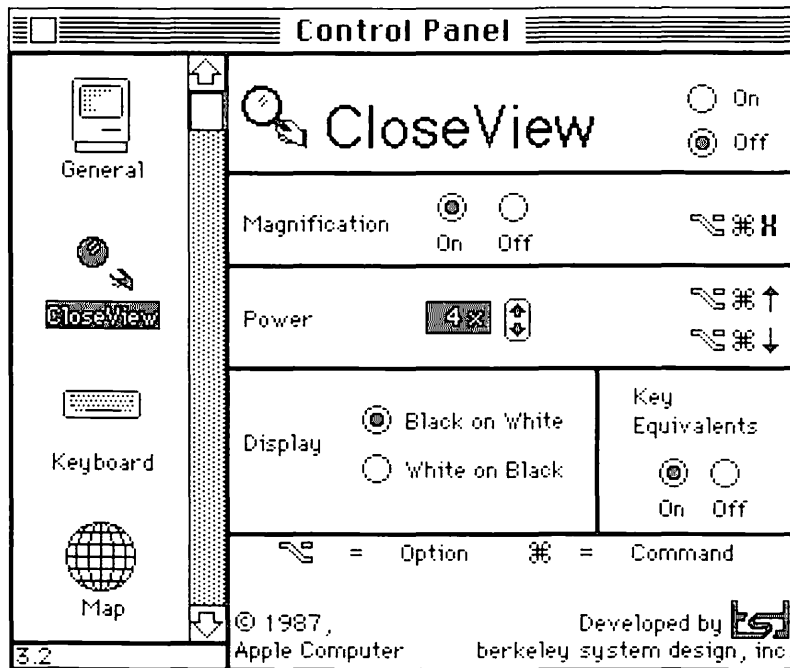 Control Panel
General
CloseView
Keyboard
Map
3.2
CloseView
On
Off
Magnification
On Off
⌥⌘X
Power
4x
⌥⌘↑
⌥⌘↓
Display
Black on White
White on Black
Key
Equivalents
On Off
⌥ = Option ⌘ = Command
© 1987,
Apple Computer
Developed by bsd
berkeley system design, inc